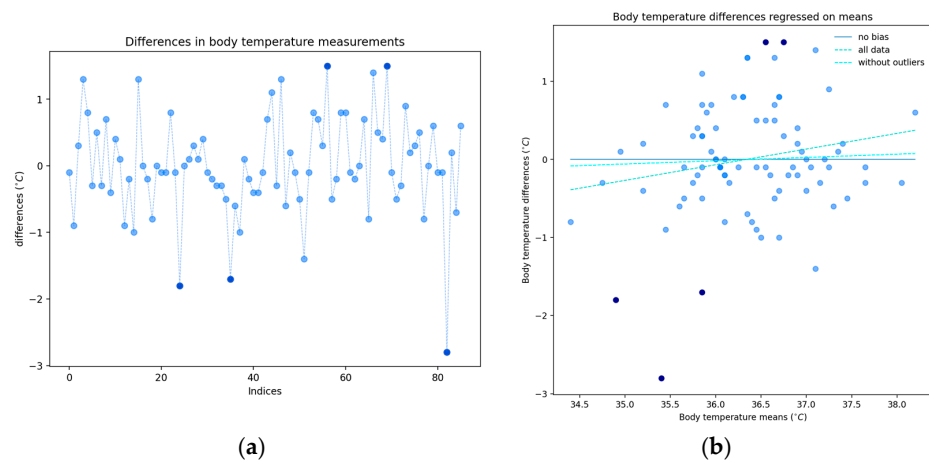 Differences in body temperature measurements
differences (°C)
1
0
−1
−2
−3
0
20
40
60
80
Indices
(a)
Body temperature differences regressed on means
no bias
all data
without outliers
Body temperature differences (°C)
1
0
−1
−2
−3
34.5
35.0
35.5
36.0
36.5
37.0
37.5
38.0
Body temperature means (°C)
(b)